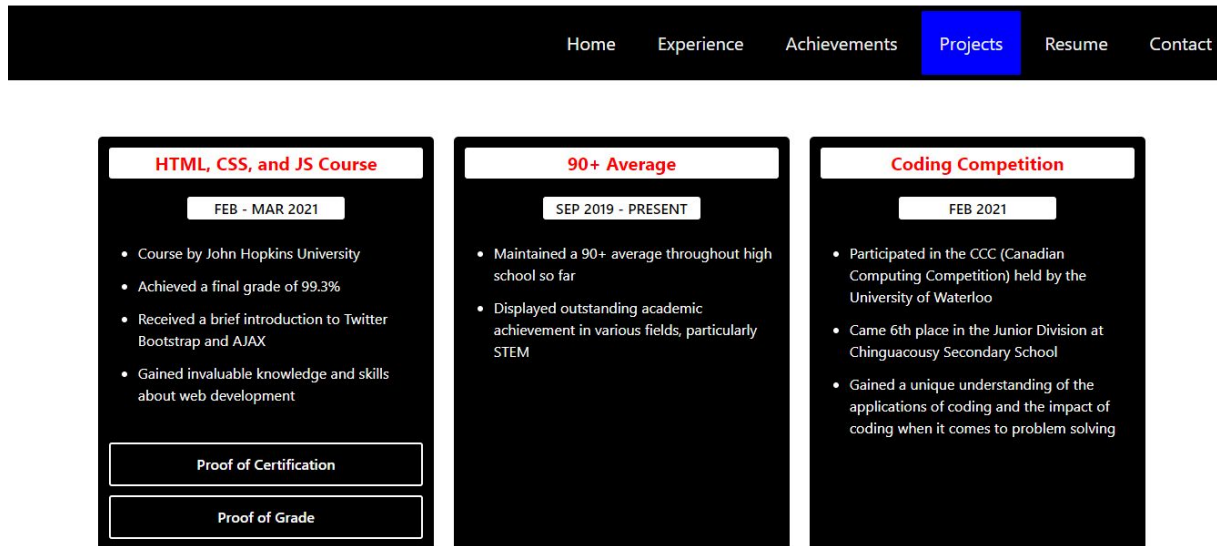 Home Experience Achievements Projects Resume Contact
HTML, CSS, and JS Course
FEB - MAR 2021
• Course by John Hopkins University
• Achieved a final grade of 99.3%
• Received a brief introduction to Twitter
Bootstrap and AJAX
• Gained invaluable knowledge and skills
about web development
Proof of Certification
Proof of Grade
90+ Average
SEP 2019 - PRESENT
• Maintained a 90+ average throughout high
school so far
• Displayed outstanding academic
achievement in various fields, particularly
STEM
Coding Competition
FEB 2021
• Participated in the CCC (Canadian
Computing Competition) held by the
University of Waterloo
• Came 6th place in the Junior Division at
Chinguacousy Secondary School
• Gained a unique understanding of the
applications of coding and the impact of
coding when it comes to problem solving